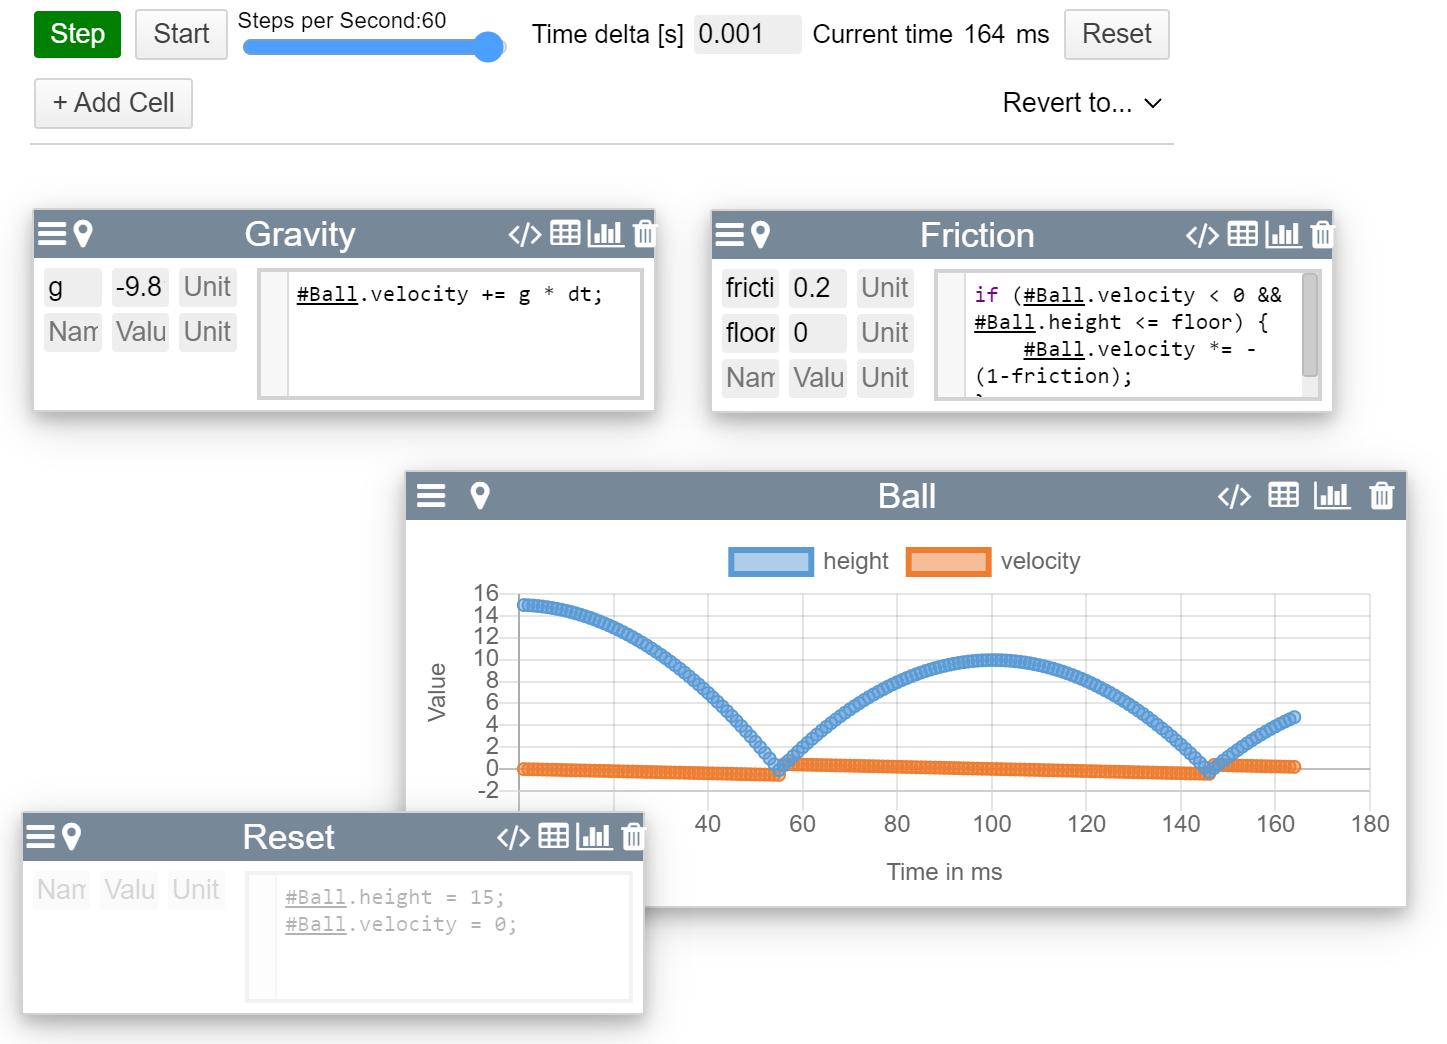 Step
Start
Steps per Second:60
Time delta [s]
0.001
Current time 164 ms
Reset
+ Add Cell
Revert to...
Gravity
</>
g
-9.8
Unit
Nam
Valu
Unit
#Ball.velocity += g * dt;
Friction
</>
fricti
0.2
Unit
floor
0
Unit
Nam
Valu
Unit
if (#Ball.velocity < 0 &&
#Ball.height <= floor) {
#Ball.velocity *= -
(1-friction);
Ball
</>
height
velocity
Value
16
14
12
10
8
6
4
2
0
-2
40
60
80
100
120
140
160
180
Time in ms
Reset
</>
Nam
Valu
Unit
#Ball.height = 15;
#Ball.velocity = 0;